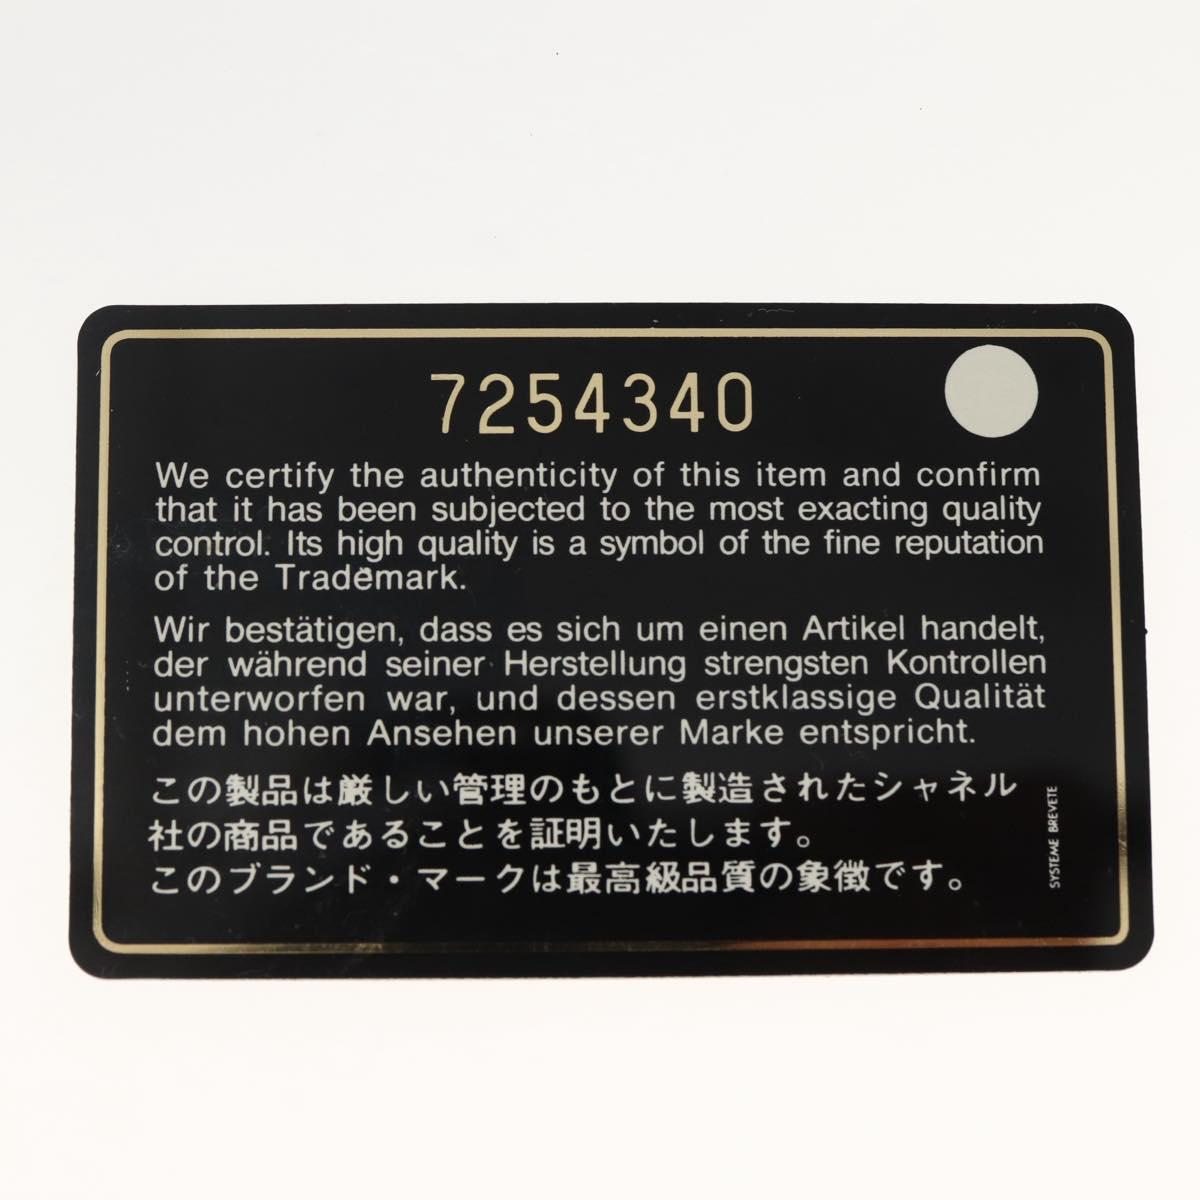 7254340
We certify the authenticity of this item and confirm
that it has been subjected to the most exacting quality
control. Its high quality is a symbol of the fine reputation
of the Trademark.
Wir bestätigen, dass es sich um einen Artikel handelt,
der während seiner Herstellung strengsten Kontrollen
unterworfen war, und dessen erstklassige Qualität
dem hohen Ansehen unserer Marke entspricht.
この製品は厳しい管理のもとに製造されたシャネル
社の商品であることを証明いたします。
このブランド・マークは最高級品質の象徴です。
SYSTEME BREVETE